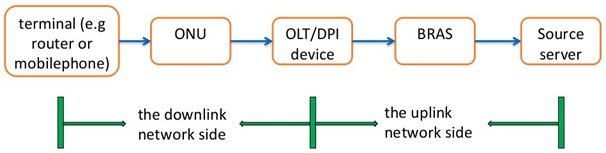 terminal (e.g
router or
mobilephone)
ONU
OLT/DPI
device
BRAS
Source
server
the downlink
network side
the uplink
network side